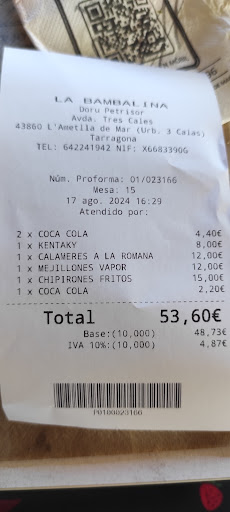 LA BAMBALINA
Doru Petrisor
Avda. Tres Cales
43860 L'Ametlla de Mar (Urb. 3 Calas)
Tarragona
TEL: 642241942 NIF: X6683390G
Núm. Proforma: 01/023166
Mesa: 15
17 ago. 2024 16:29
Atendido por:
2 x COCA COLA 4,40€
1 x KENTAKY 8,00€
1 x CALAMERES A LA ROMANA 12,00€
1 x MEJILLONES VAPOR 12,00€
1 x CHIPIRONES FRITOS 15,00€
1 x COCA COLA 2,20€
Total 53,60€
Base:(10,000) 48,73€
IVA 10%:(10,000) 4,87€
P0100023166